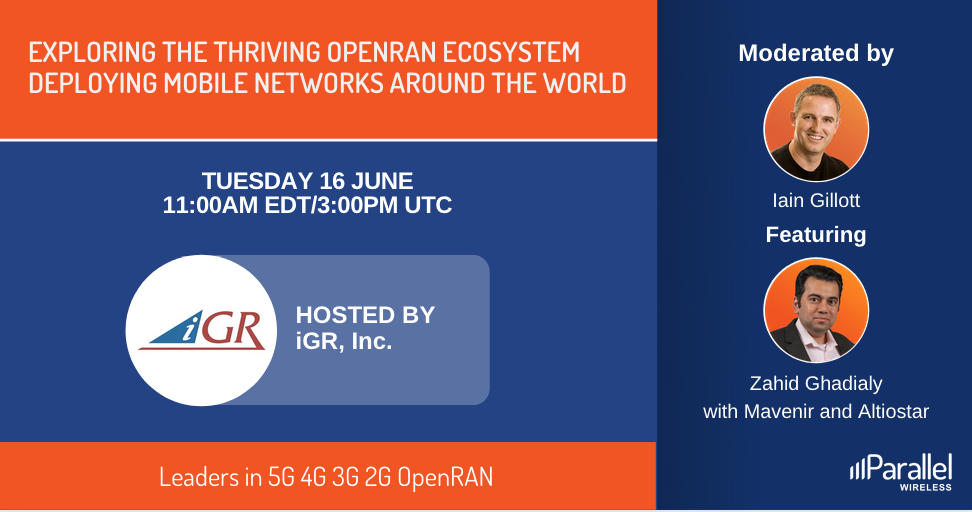 EXPLORING THE THRIVING OPENRAN ECOSYSTEM
DEPLOYING MOBILE NETWORKS AROUND THE WORLD
TUESDAY 16 JUNE
11:00AM EDT/3:00PM UTC
iGR
HOSTED BY
iGR, Inc.
Leaders in 5G 4G 3G 2G OpenRAN
Moderated by
Iain Gillott
Featuring
Zahid Ghadialy
with Mavenir and Altiostar
Parallel
WIRELESS